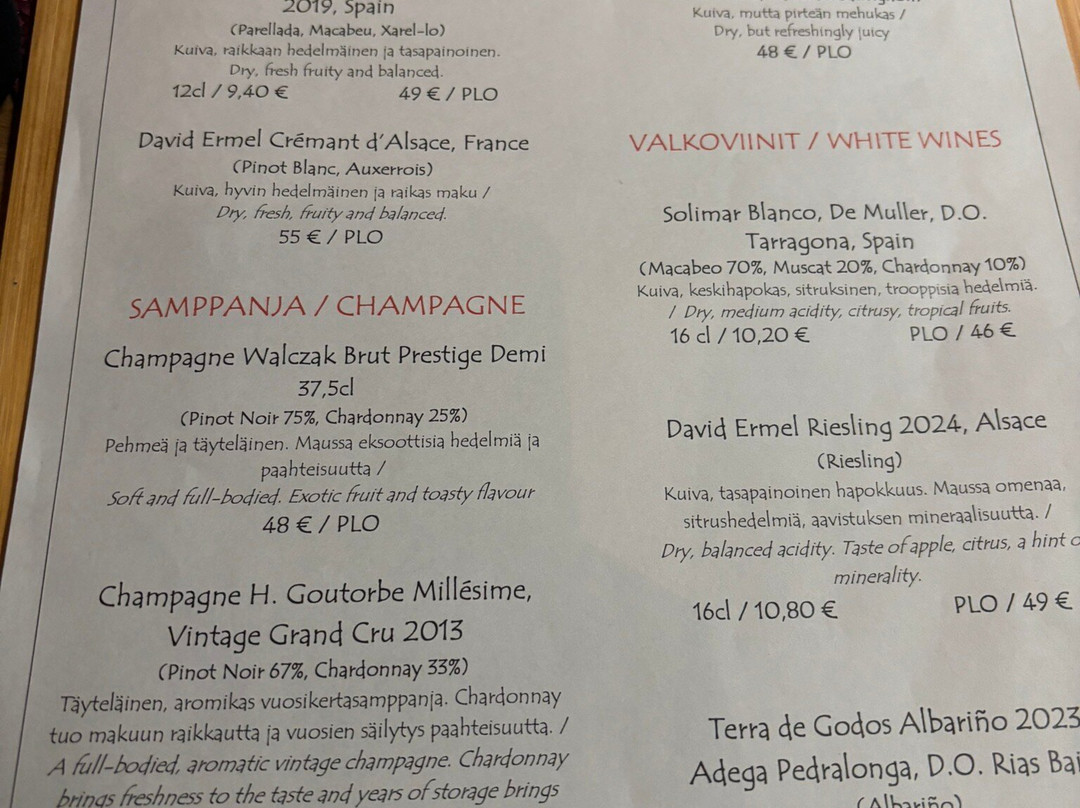 2019, Spain
(Parellada, Macabeu, Xarel-lo)
Kuiva, raikkaan hedelmäinen ja tasapainoinen.
Dry, fresh fruity and balanced.
12cl / 9,40 € 49 € / PLO
David Ermel Crémant d'Alsace, France
(Pinot Blanc, Auxerrois)
Kuiva, hyvin hedelmäinen ja raikas maku /
Dry, fresh, fruity and balanced.
55 € / PLO
SAMPPANJA / CHAMPAGNE
Champagne Walczak Brut Prestige Demi
37,5cl
(Pinot Noir 75%, Chardonnay 25%)
Pehmeä ja täyteläinen. Maussa eksoottisia hedelmiä ja
paahteisuutta /
Soft and full-bodied. Exotic fruit and toasty flavour
48 € / PLO
Champagne H. Goutorbe Millésime,
Vintage Grand Cru 2013
(Pinot Noir 67%, Chardonnay 33%)
Täyteläinen, aromikas vuosikertasamppanja. Chardonnay
tuo makuun raikkautta ja vuosien säilytys paahteisuutta. /
A full-bodied, aromatic vintage champagne. Chardonnay
brings freshness to the taste and years of storage brings
Kuiva, mutta pirteän mehukas /
Dry, but refreshingly juicy
48 € / PLO
VALKOVIINIT / WHITE WINES
Solimar Blanco, De Muller, D.O.
Tarragona, Spain
(Macabeo 70%, Muscat 20%, Chardonnay 10%)
Kuiva, keskihapokas, sitruksinen, trooppisia hedelmiä.
/ Dry, medium acidity, citrusy, tropical fruits.
16 cl / 10,20 € PLO / 46 €
David Ermel Riesling 2024, Alsace
(Riesling)
Kuiva, tasapainoinen hapokkuus. Maussa omenaa,
sitrushedelmiä, aavistuksen mineraalisuutta. /
Dry, balanced acidity. Taste of apple, citrus, a hint o
minerality.
16cl / 10,80 € PLO / 49 €
Terra de Godos Albariño 2023
Adega Pedralonga, D.O. Rias Bai
(Albariño)